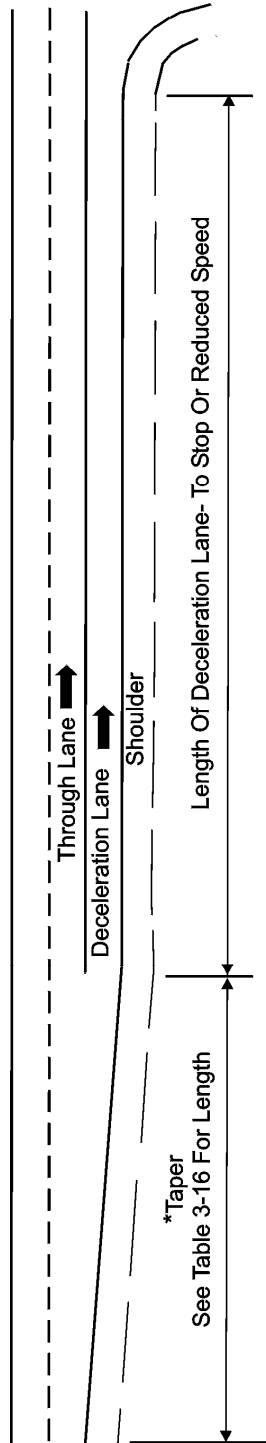 Through Lane
Deceleration Lane
Shoulder
*Taper
See Table 3-16 For Length
Length Of Deceleration Lane- To Stop Or Reduced Speed